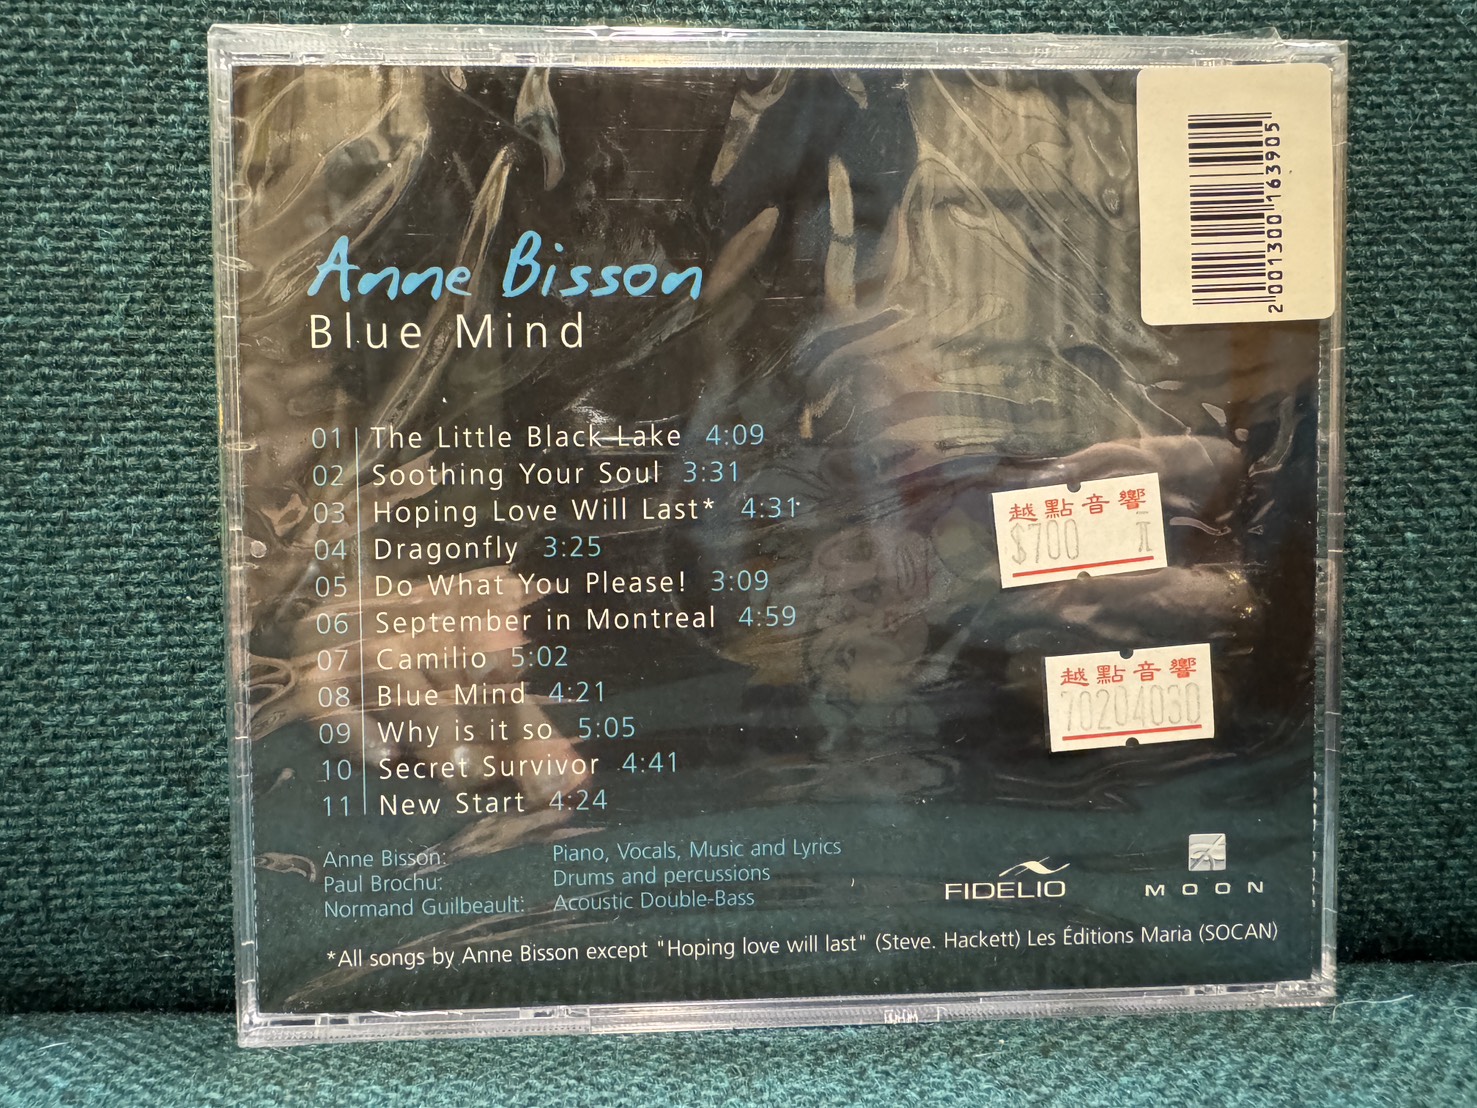 2001300163905
Anne Bisson
Blue Mind
01 The Little Black Lake 4:09
02 Soothing Your Soul 3:31
03 Hoping Love Will Last* 4:31
04 Dragonfly 3:25
05 Do What You Please! 3:09
06 September in Montreal 4:59
07 Camilio 5:02
08 Blue Mind 4:21
09 Why is it so 5:05
10 Secret Survivor 4:41
11 New Start 4:24
越點音響
$700 π
越點音響
70204030
Anne Bisson: Piano, Vocals, Music and Lyrics
Paul Brochu: Drums and percussions
Normand Guilbeault: Acoustic Double-Bass
FIDELIO
MOON
*All songs by Anne Bisson except "Hoping love will last" (Steve. Hackett) Les Éditions Maria (SOCAN)